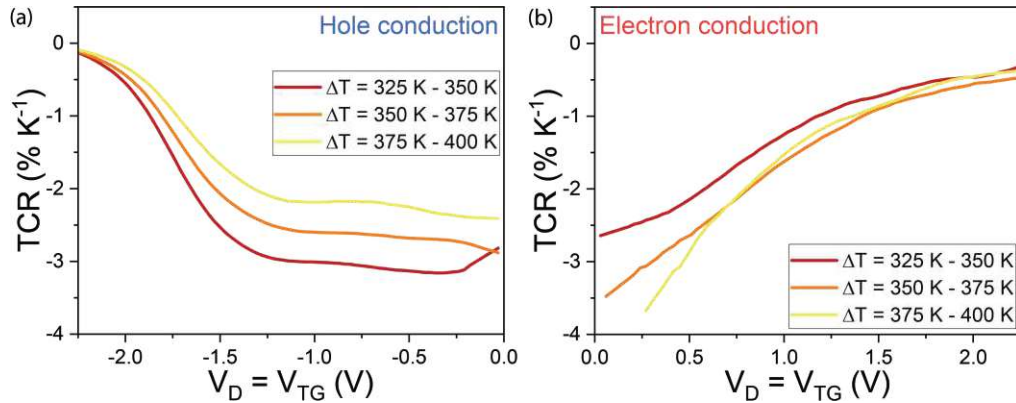 (a)
Hole conduction
TCR (% K⁻¹)
0
-1
-2
-3
-4
ΔT = 325 K - 350 K
ΔT = 350 K - 375 K
ΔT = 375 K - 400 K
-2.0
-1.5
-1.0
-0.5
0.0
V_D = V_TG (V)
(b)
Electron conduction
TCR (% K⁻¹)
0
-1
-2
-3
-4
ΔT = 325 K - 350 K
ΔT = 350 K - 375 K
ΔT = 375 K - 400 K
0.0
0.5
1.0
1.5
2.0
V_D = V_TG (V)